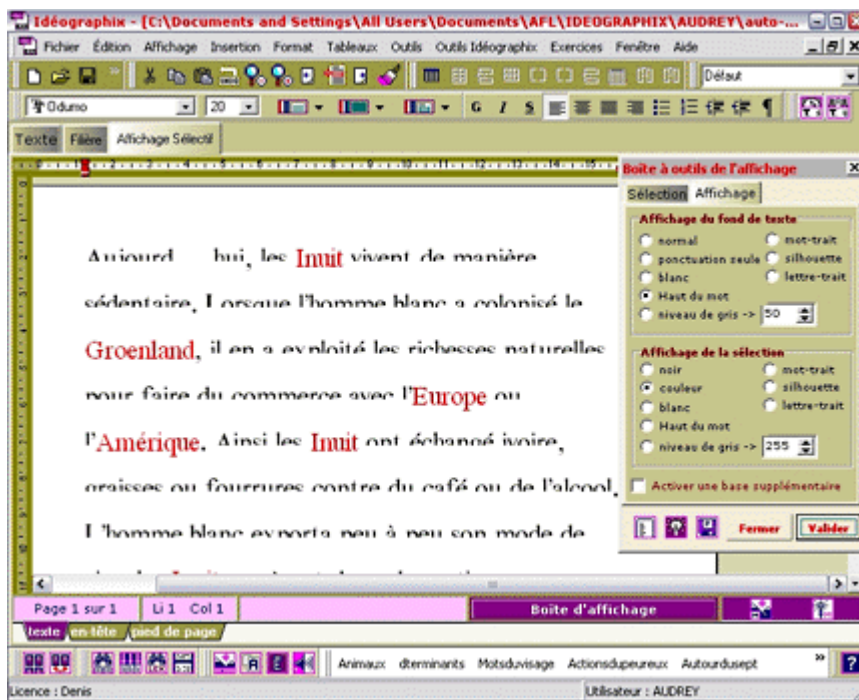 Idéographix - [C:\Documents and Settings\All Users\Documents\AFL\IDEOGRAPHIX\AUDREY\auto-...
Fichier Édition Affichage Insertion Format Tableaux Outils Outils Idéographix Exercices Fenêtre Aide
Défaut
Odumo 20 G I S
Texte Filière Affichage Sélectif
Boîte à outils de l'affichage
Sélection Affichage
Affichage du fond de texte
normal mot-trait
ponctuation seule silhouette
blanc lettre-trait
Haut du mot
niveau de gris -> 50
Affichage de la sélection
noir mot-trait
couleur silhouette
blanc lettre-trait
Haut du mot
niveau de gris -> 255
Activer une base supplémentaire
Fermer Valider
Aujourd hui, les Inuit vivent de manière
sédentaire. Lorsque l'homme blanc a colonisé le
Groenland, il en a exploité les richesses naturelles
pour faire du commerce avec l'Europe ou
l'Amérique. Ainsi les Inuit ont échangé ivoire,
graisses ou fourrures contre du café ou de l'alcool.
L'homme blanc exporta peu à peu son mode de
Page 1 sur 1 Li 1 Col 1 Boîte d'affichage
texte en-tête pied de page
Animaux dterminants Motsduvisage Actionsdupeureux Autourdusept
Licence : Denis Utilisateur : AUDREY